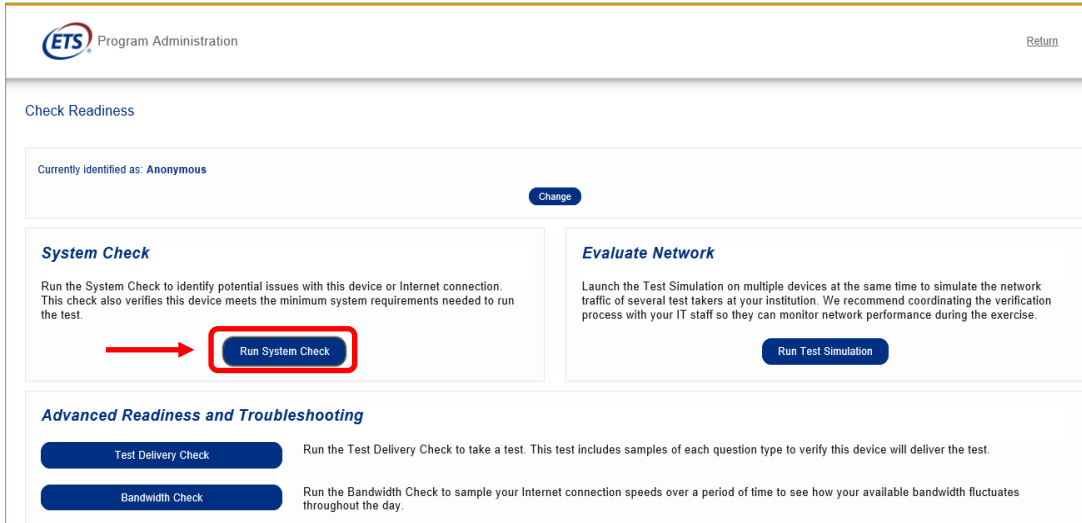 ETS® Program Administration
Return
Check Readiness
Currently identified as: Anonymous
Change
System Check
Run the System Check to identify potential issues with this device or Internet connection.
This check also verifies this device meets the minimum system requirements needed to run
the test.
Run System Check
Evaluate Network
Launch the Test Simulation on multiple devices at the same time to simulate the network
traffic of several test takers at your institution. We recommend coordinating the verification
process with your IT staff so they can monitor network performance during the exercise.
Run Test Simulation
Advanced Readiness and Troubleshooting
Test Delivery Check
Run the Test Delivery Check to take a test. This test includes samples of each question type to verify this device will deliver the test.
Bandwidth Check
Run the Bandwidth Check to sample your Internet connection speeds over a period of time to see how your available bandwidth fluctuates
throughout the day.